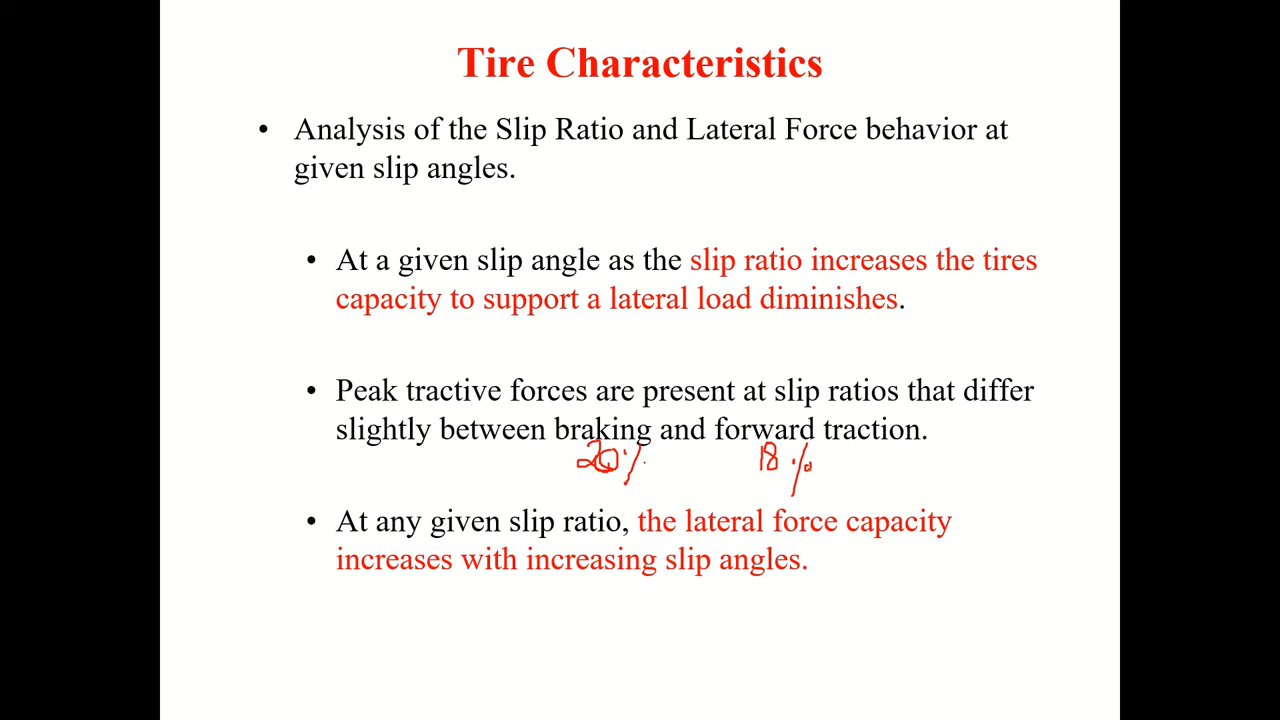 Tire Characteristics
• Analysis of the Slip Ratio and Lateral Force behavior at
given slip angles.
• At a given slip angle as the slip ratio increases the tires
capacity to support a lateral load diminishes.
• Peak tractive forces are present at slip ratios that differ
slightly between braking and forward traction.
20% 18%
• At any given slip ratio, the lateral force capacity
increases with increasing slip angles.